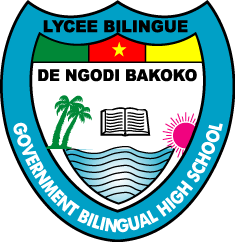 LYCEE BILINGUE
DE NGODI BAKOKO
GOVERNMENT BILINGUAL HIGH SCHOOL